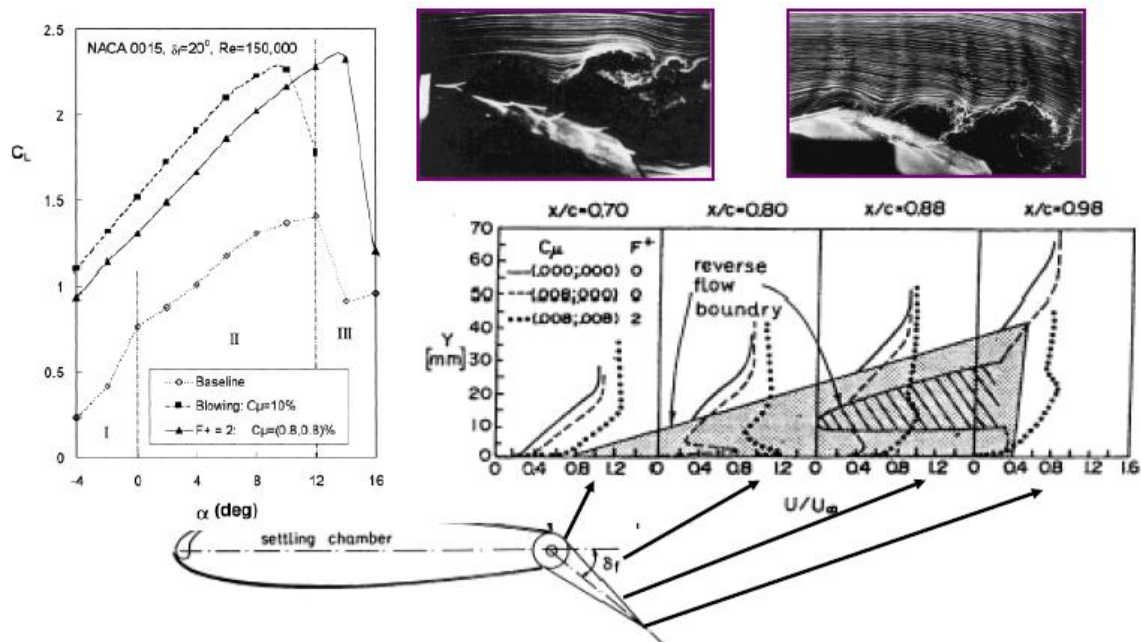 2.5
NACA 0015, δf=20⁰, Re=150,000
2
1.5
CL
1
0.5
0
I
II
III
Baseline
Blowing: Cμ=10%
F+ = 2: Cμ=(0.8,0.8)%
-4 0 4 8 12 -4 16
α (deg)
x/c=0.70 x/c=0.80 x/c=0.88 x/c=0.98
70
60
50
40
30
20
10
0
Y
[mm]
Cμ F⁺
(.000;.000) 0
(.008;.000) 0
(.008;.008) 2
reverse
flow
boundry
0 0.4 0.8 1.2 0 0.4 0.8 1.2 0 0.4 0.8 1.2 0 0.4 0.8 1.2 1.6
U/U∞
settling chamber
δf